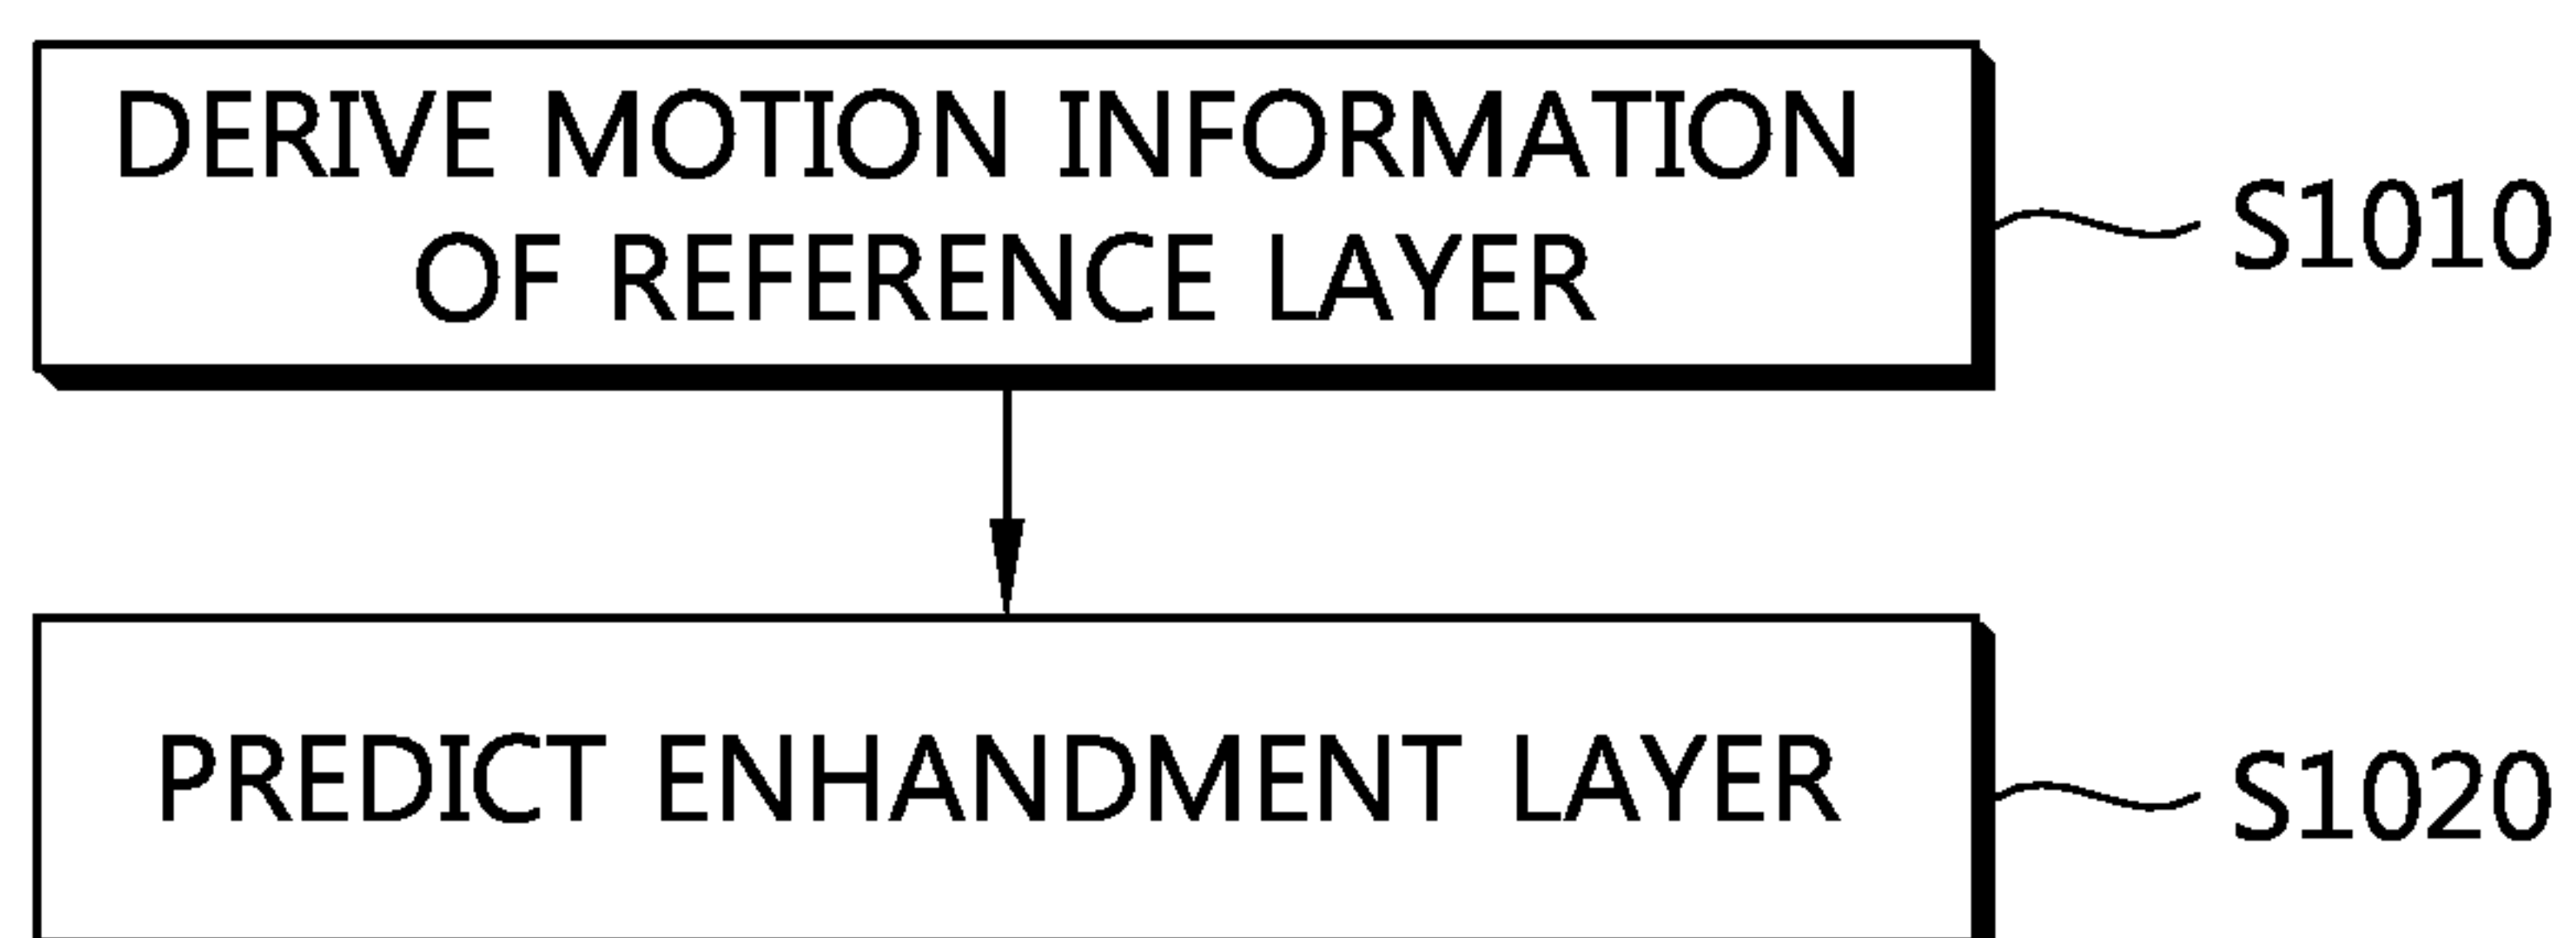 DERIVE MOTION INFORMATION
OF REFERENCE LAYER
S1010
PREDICT ENHANDMENT LAYER
S1020